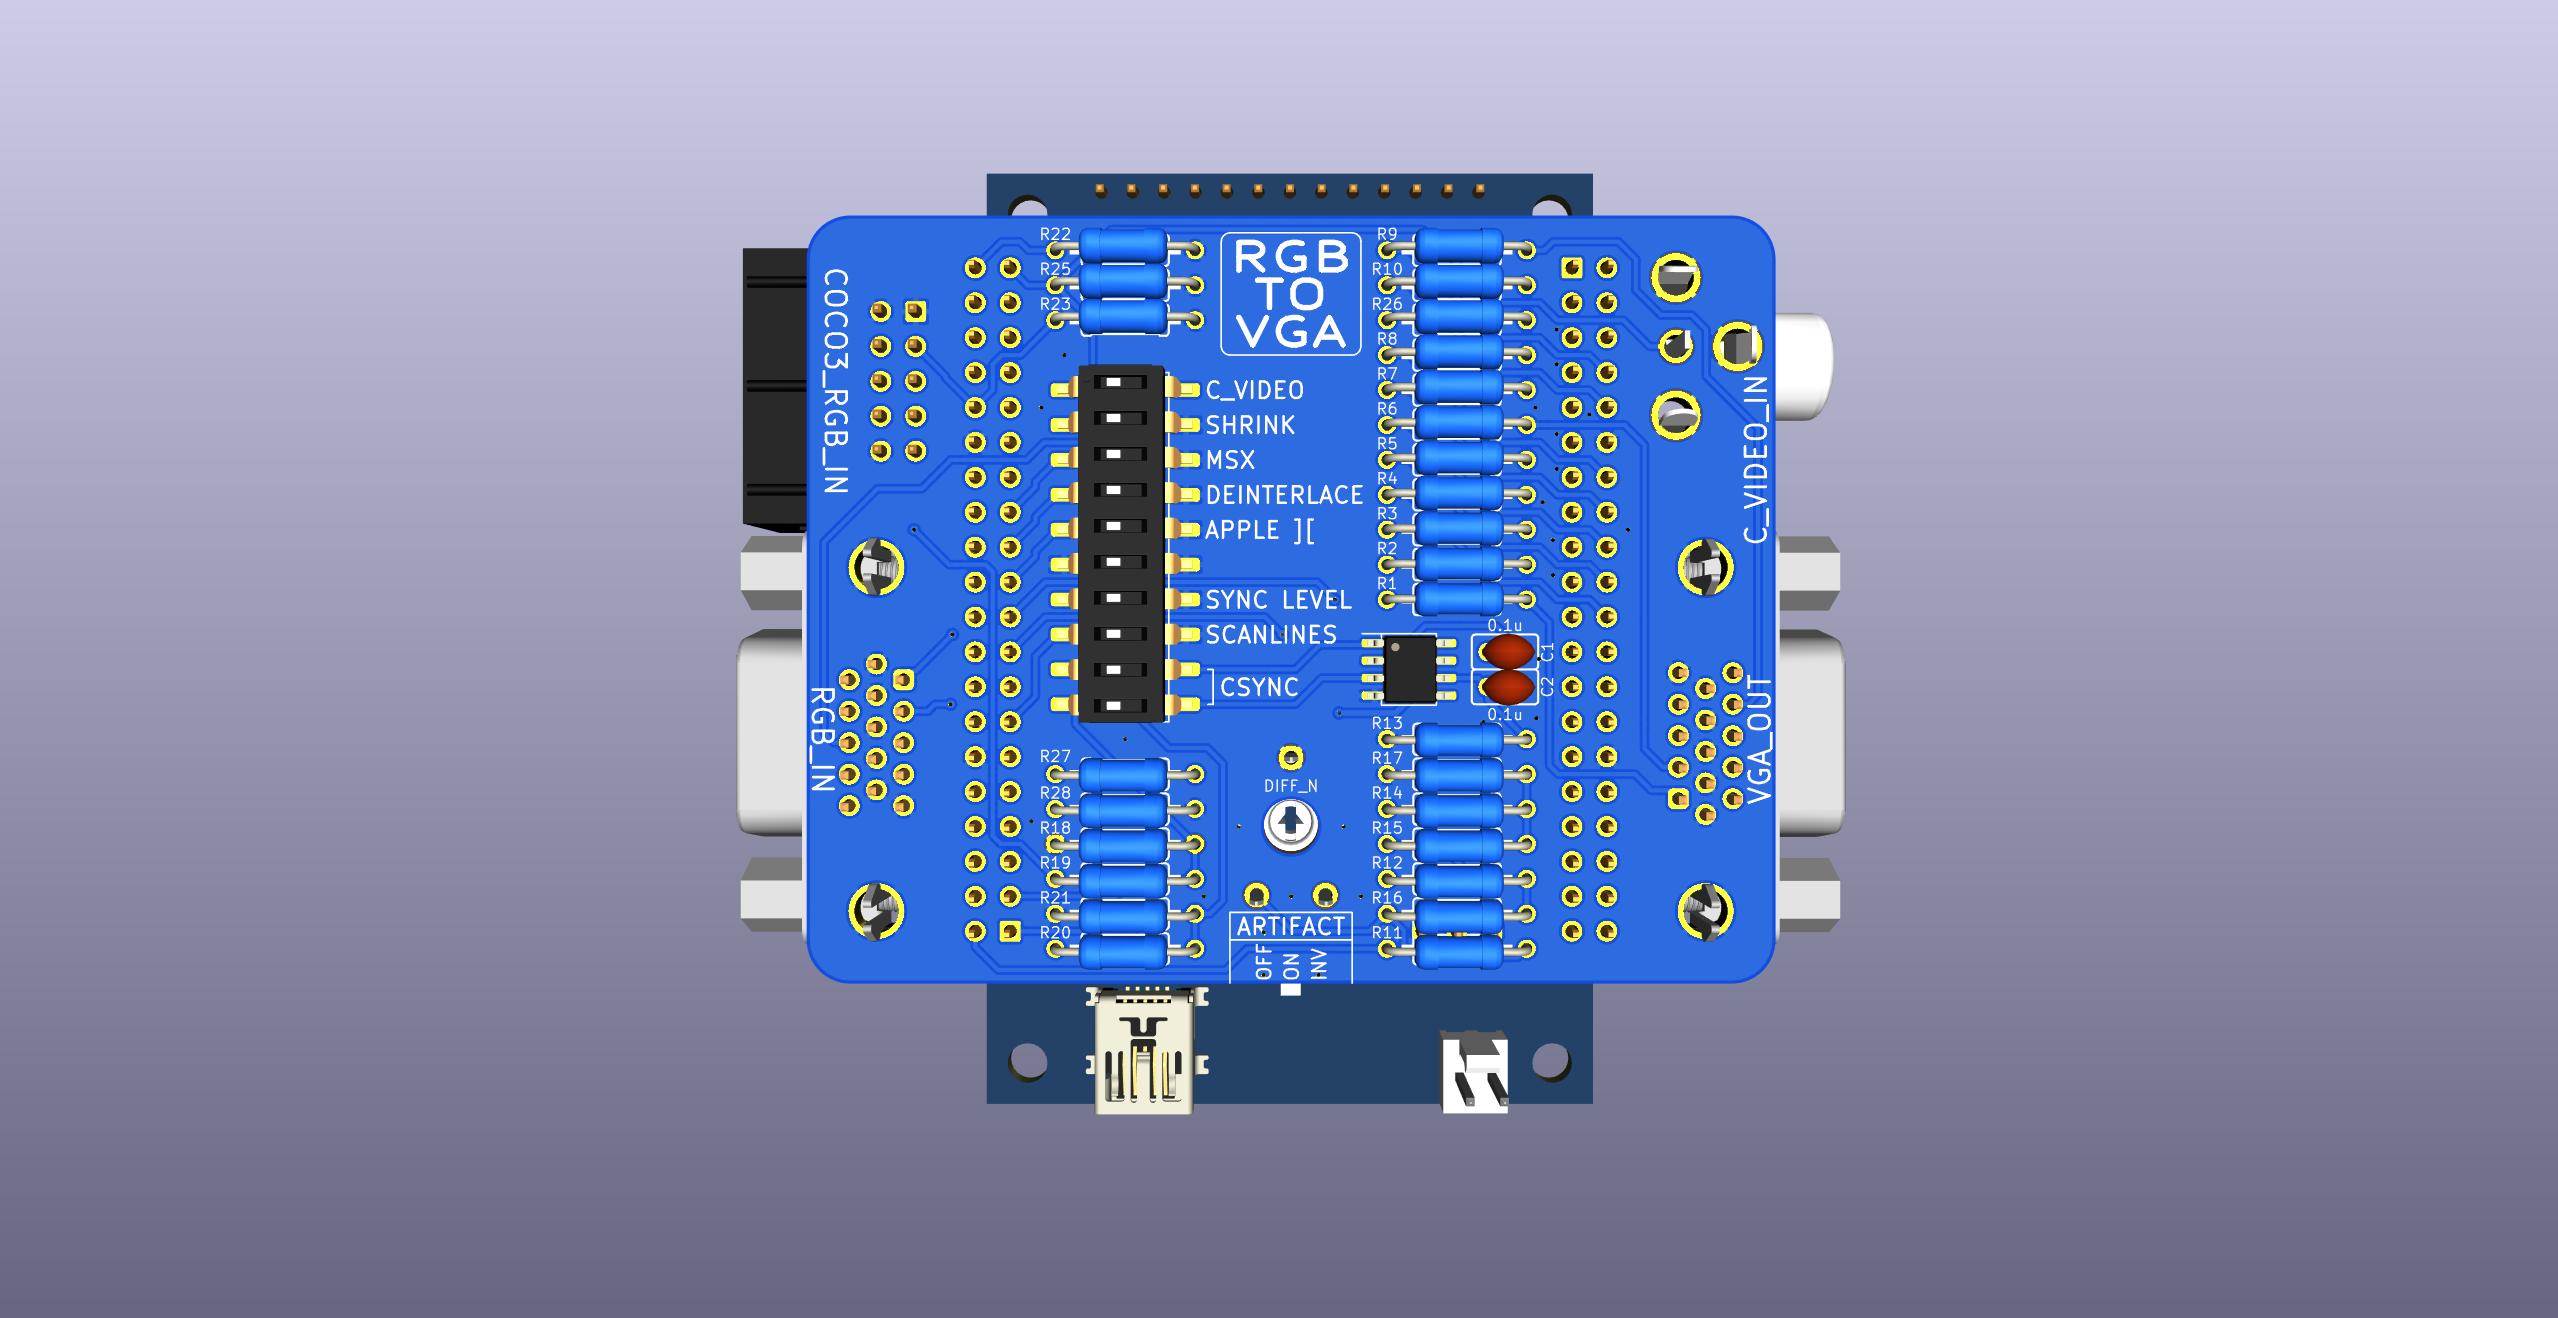 RGB
TO
VGA
R22
R25
R23
R9
R10
R26
R8
R7
R6
R5
R4
R3
R2
R1
COCO3_RGB_IN
C_VIDEO
SHRINK
MSX
DEINTERLACE
APPLE ][
SYNC LEVEL
SCANLINES
CSYNC
C_VIDEO_IN
0.1u
C1
C2
0.1u
RGB_IN
VGA_OUT
R27
R28
R18
R19
R21
R20
DIFF_N
R13
R17
R14
R15
R12
R16
R11
ARTIFACT
OFF
ON
INV